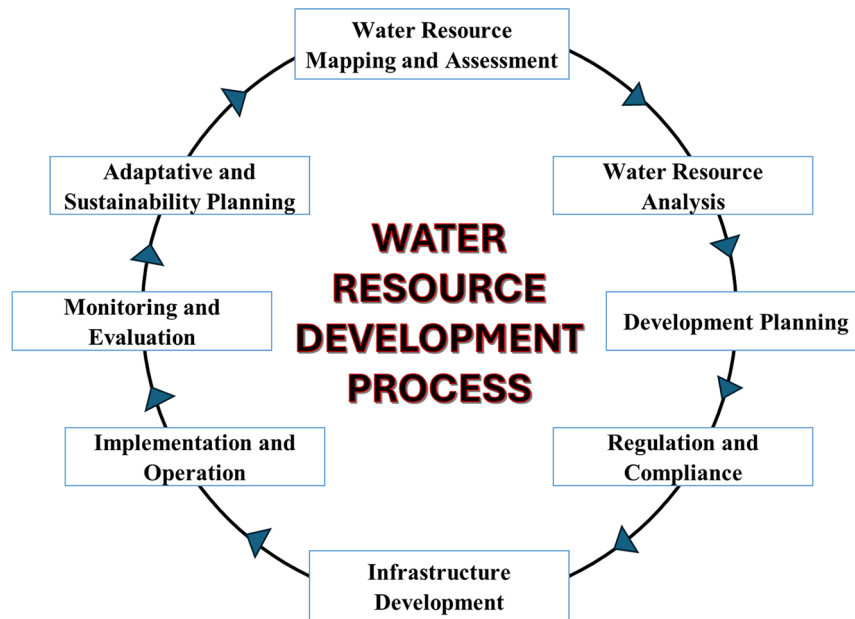 Water Resource
Mapping and Assessment
Water Resource
Analysis
Development Planning
Regulation and
Compliance
Infrastructure
Development
Implementation and
Operation
Monitoring and
Evaluation
Adaptative and
Sustainability Planning
WATER
RESOURCE
DEVELOPMENT
PROCESS